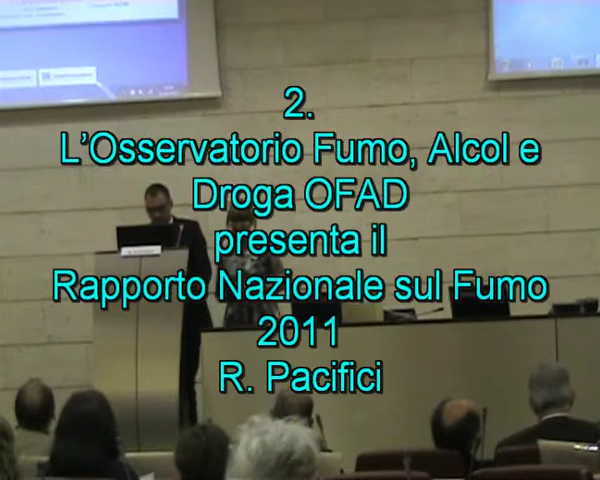 2.
L'Osservatorio Fumo, Alcol e
Droga OFAD
presenta il
Rapporto Nazionale sul Fumo
2011
R. Pacifici